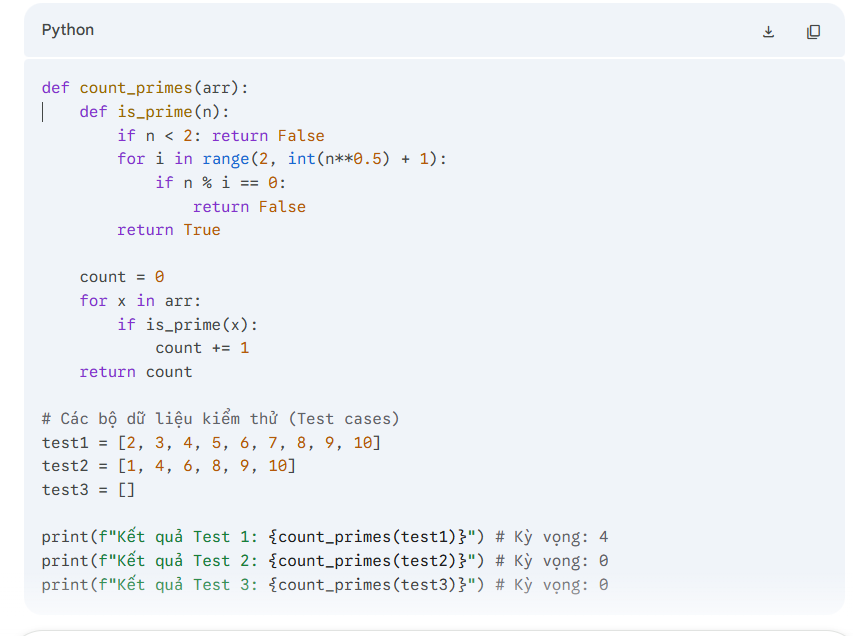 Python
def count_primes(arr):
    def is_prime(n):
        if n < 2: return False
        for i in range(2, int(n**0.5) + 1):
            if n % i == 0:
                return False
        return True

    count = 0
    for x in arr:
        if is_prime(x):
            count += 1
    return count

# Các bộ dữ liệu kiểm thử (Test cases)
test1 = [2, 3, 4, 5, 6, 7, 8, 9, 10]
test2 = [1, 4, 6, 8, 9, 10]
test3 = []

print(f"Kết quả Test 1: {count_primes(test1)}") # Kỳ vọng: 4
print(f"Kết quả Test 2: {count_primes(test2)}") # Kỳ vọng: 0
print(f"Kết quả Test 3: {count_primes(test3)}") # Kỳ vọng: 0